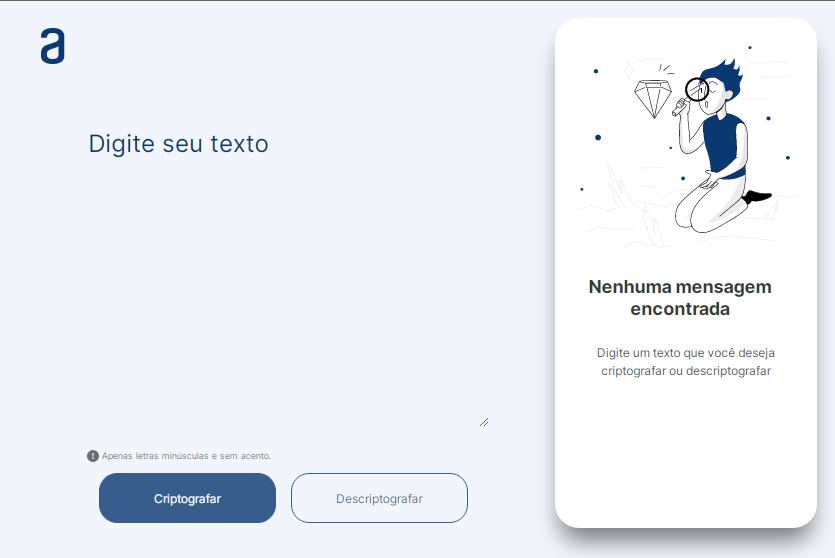 a
Digite seu texto
Apenas letras minúsculas e sem acento.
Criptografar
Descriptografar
Nenhuma mensagem
encontrada
Digite um texto que você deseja
criptografar ou descriptografar